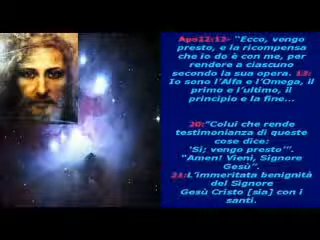 Apo22:12- "Ecco, vengo
presto, e la ricompensa
che io do è con me, per
rendere a ciascuno
secondo la sua opera. 13:
Io sono l'Alfa e l'Omega, il
primo e l'ultimo, il
principio e la fine...
20:"Colui che rende
testimonianza di queste
cose dice:
'Sì; vengo presto'".
"Amen! Vieni, Signore
Gesù".
21:L'immeritata benignità
del Signore
Gesù Cristo [sia] con i
santi.